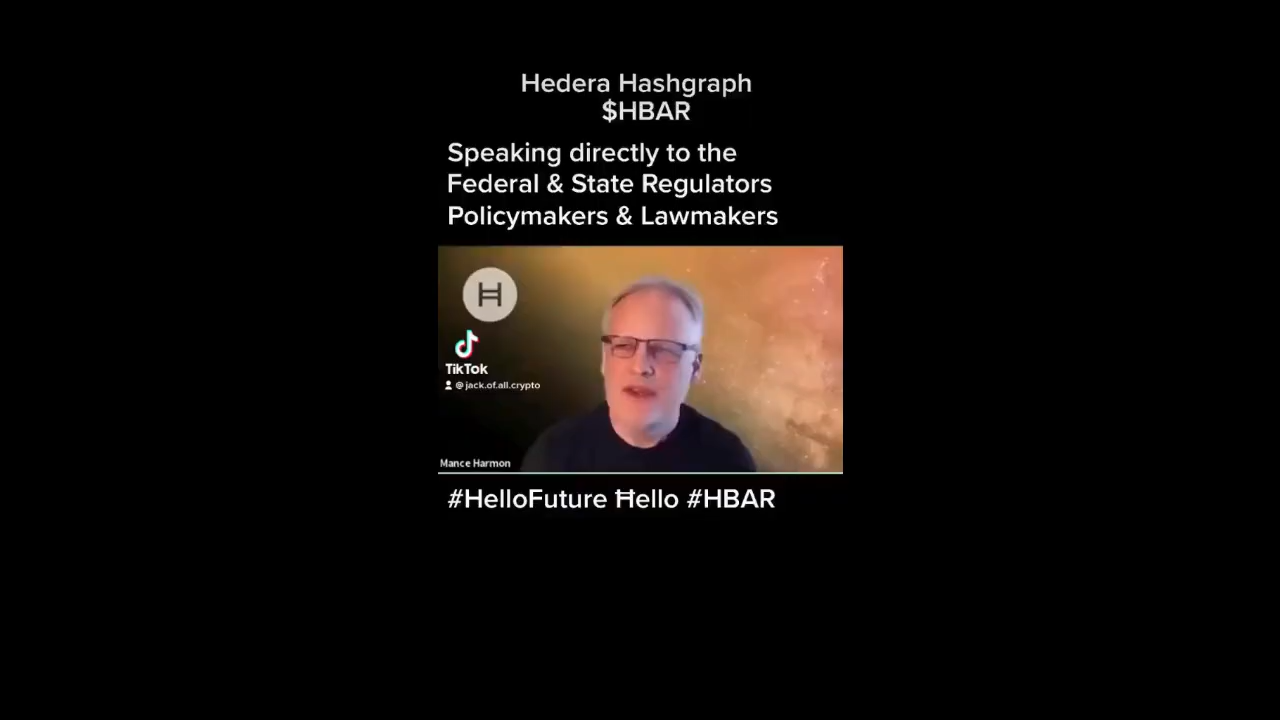 Hedera Hashgraph
$HBAR
Speaking directly to the
Federal & State Regulators
Policymakers & Lawmakers
TikTok
@jack.of.all.crypto
Mance Harmon
#HelloFuture Ħello #HBAR